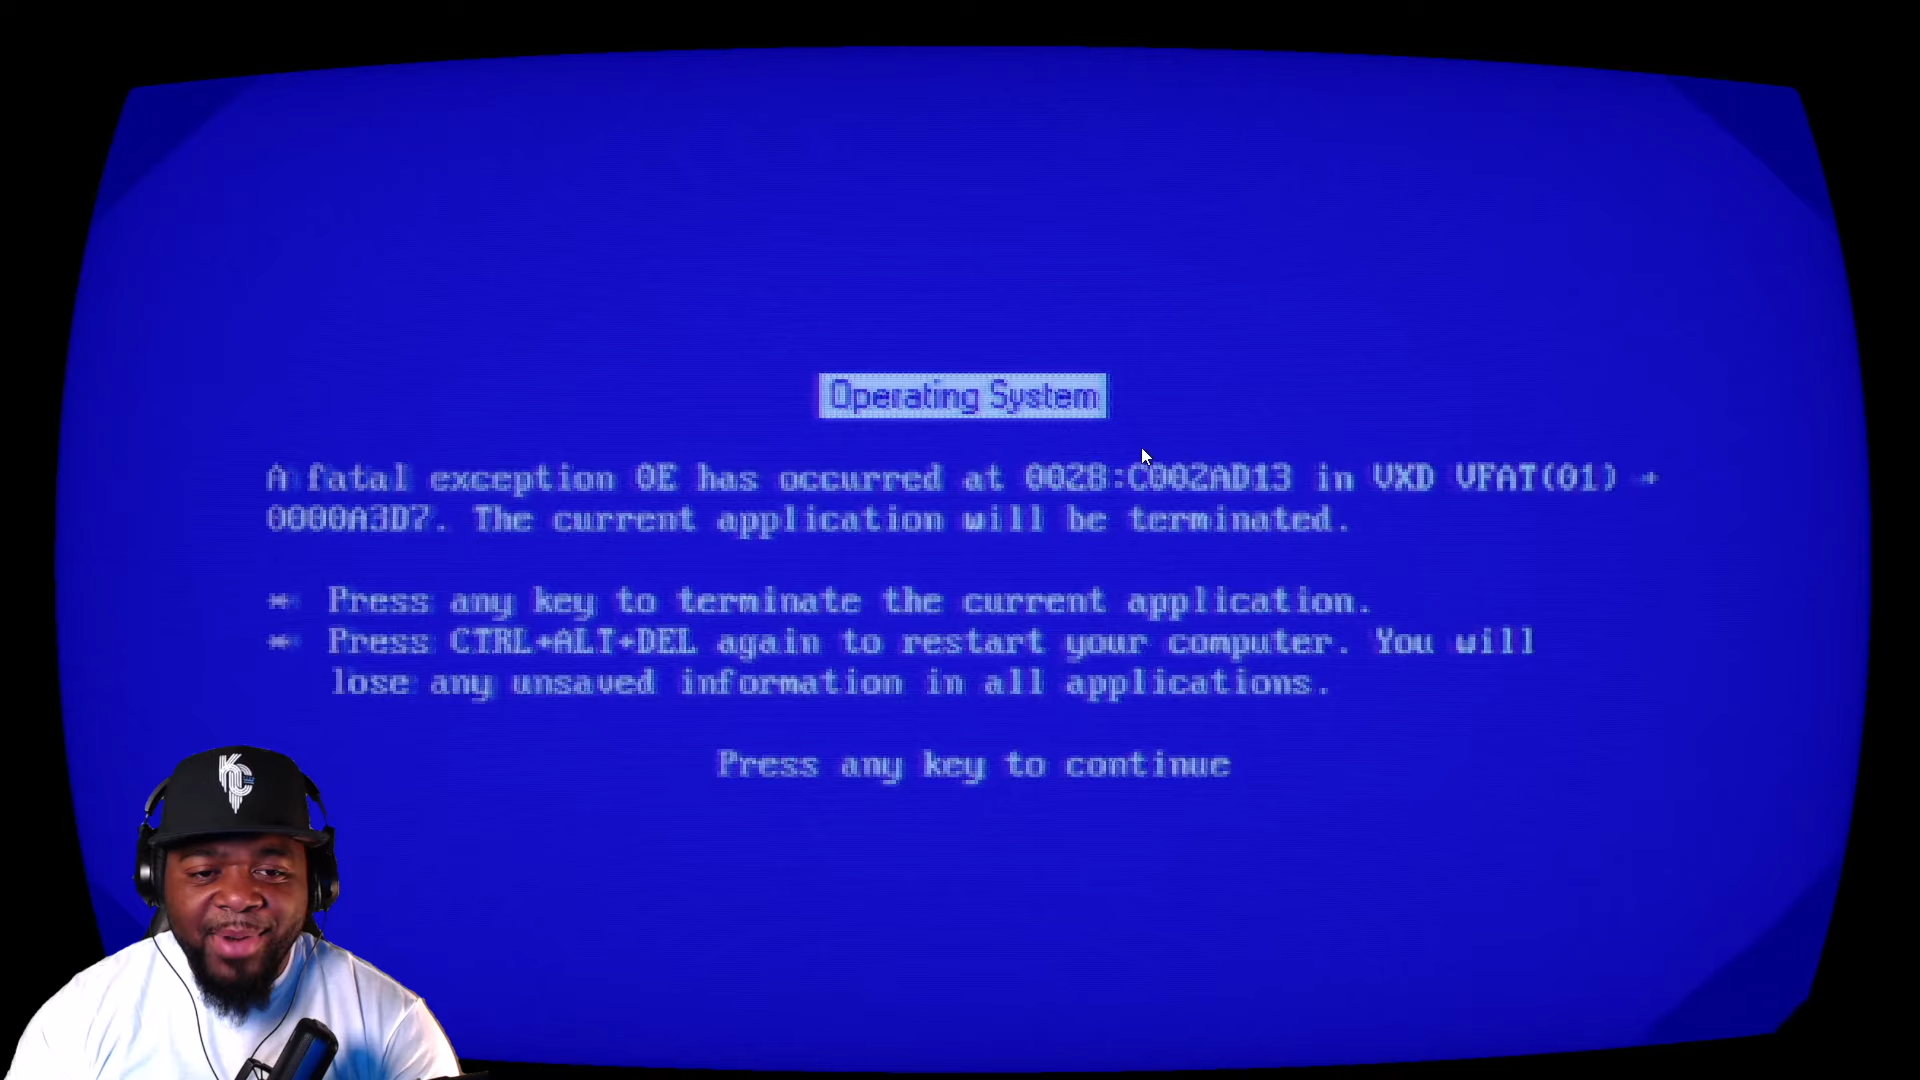 Operating System
A fatal exception 0E has occurred at 0028:C002AD13 in VXD VFAT(01) +
0000A3D7. The current application will be terminated.
* Press any key to terminate the current application.
* Press CTRL+ALT+DEL again to restart your computer. You will
lose any unsaved information in all applications.
Press any key to continue
KC